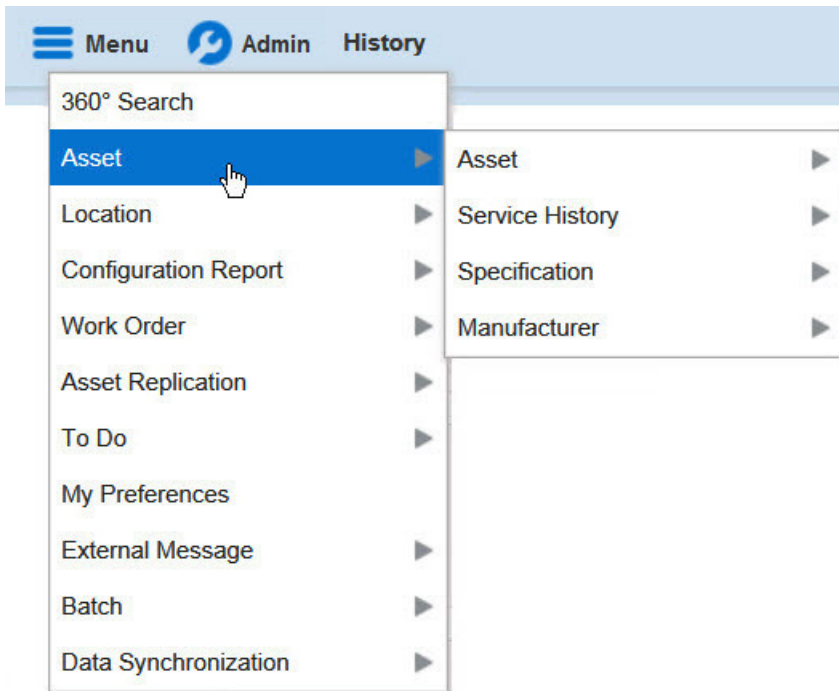 Menu Admin History
360° Search
Asset
Location
Configuration Report
Work Order
Asset Replication
To Do
My Preferences
External Message
Batch
Data Synchronization
Asset
Service History
Specification
Manufacturer